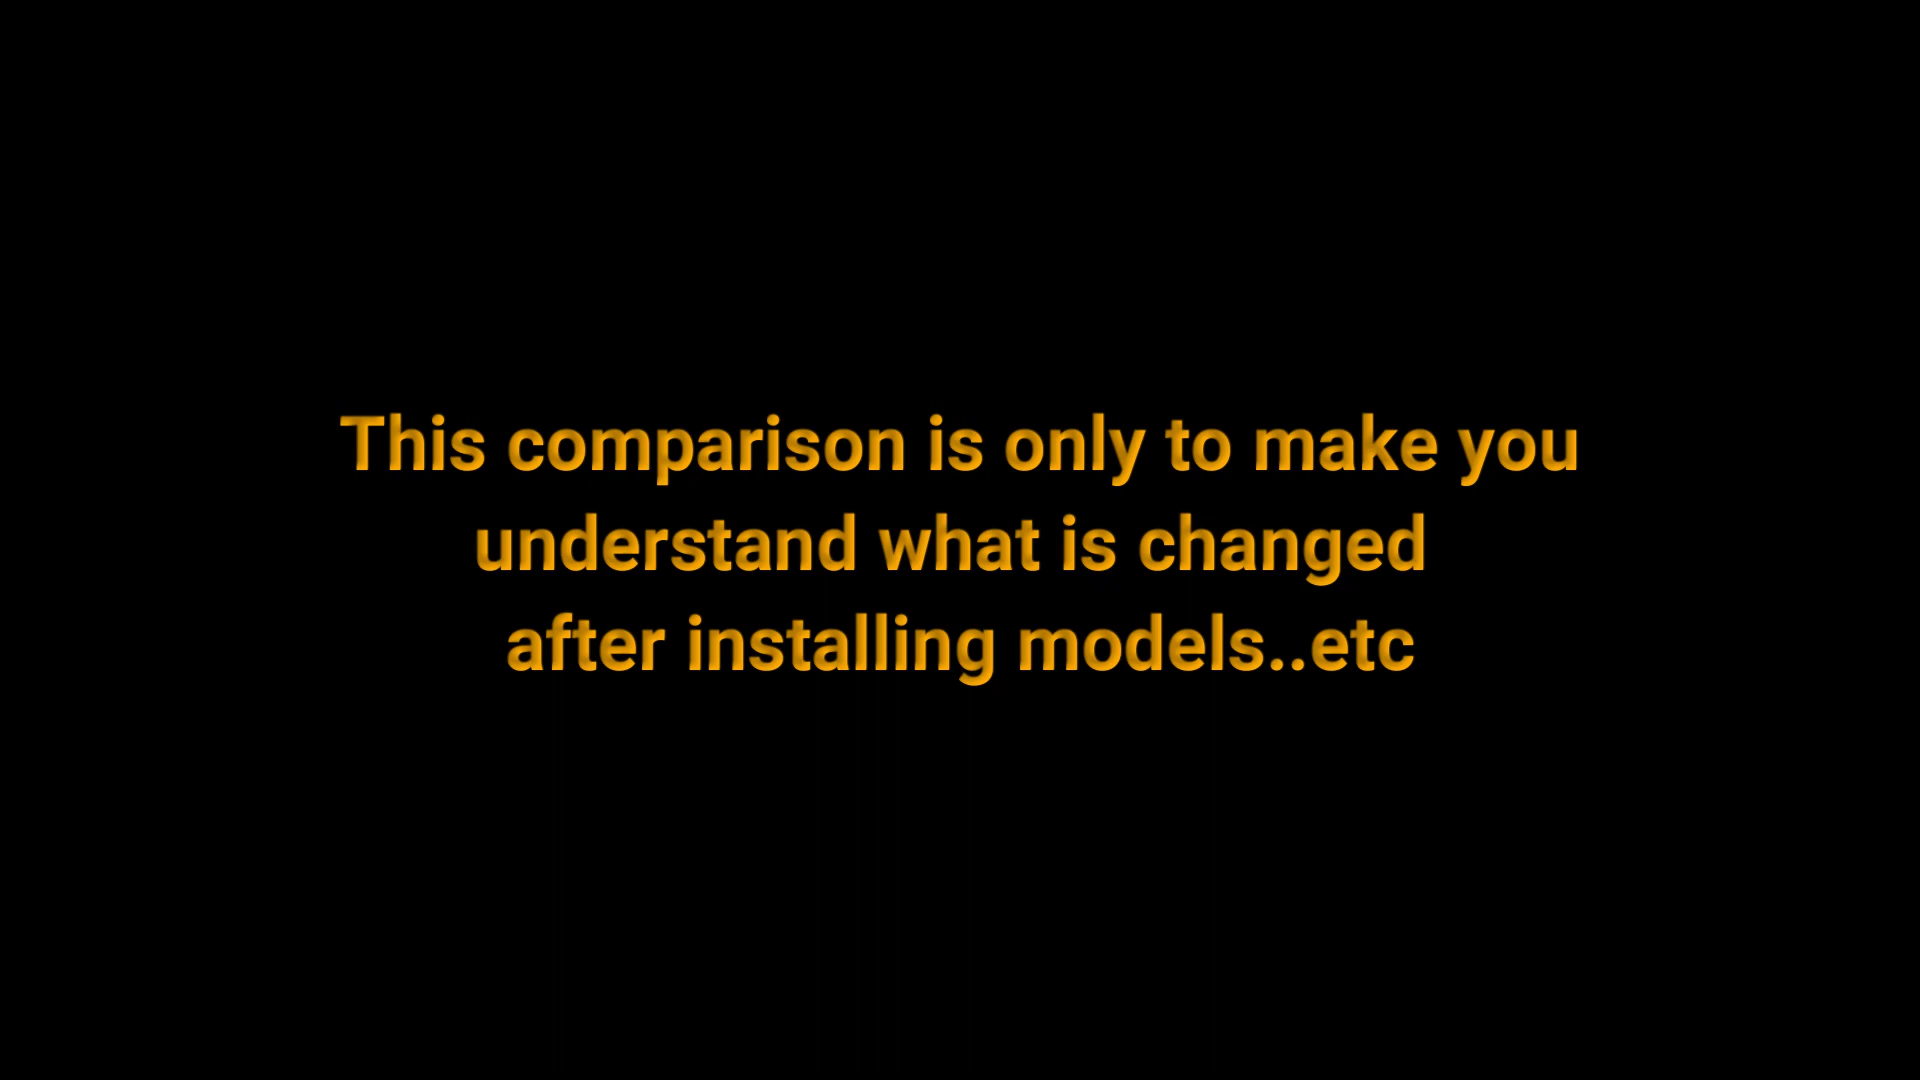 This comparison is only to make you
understand what is changed
after installing models..etc